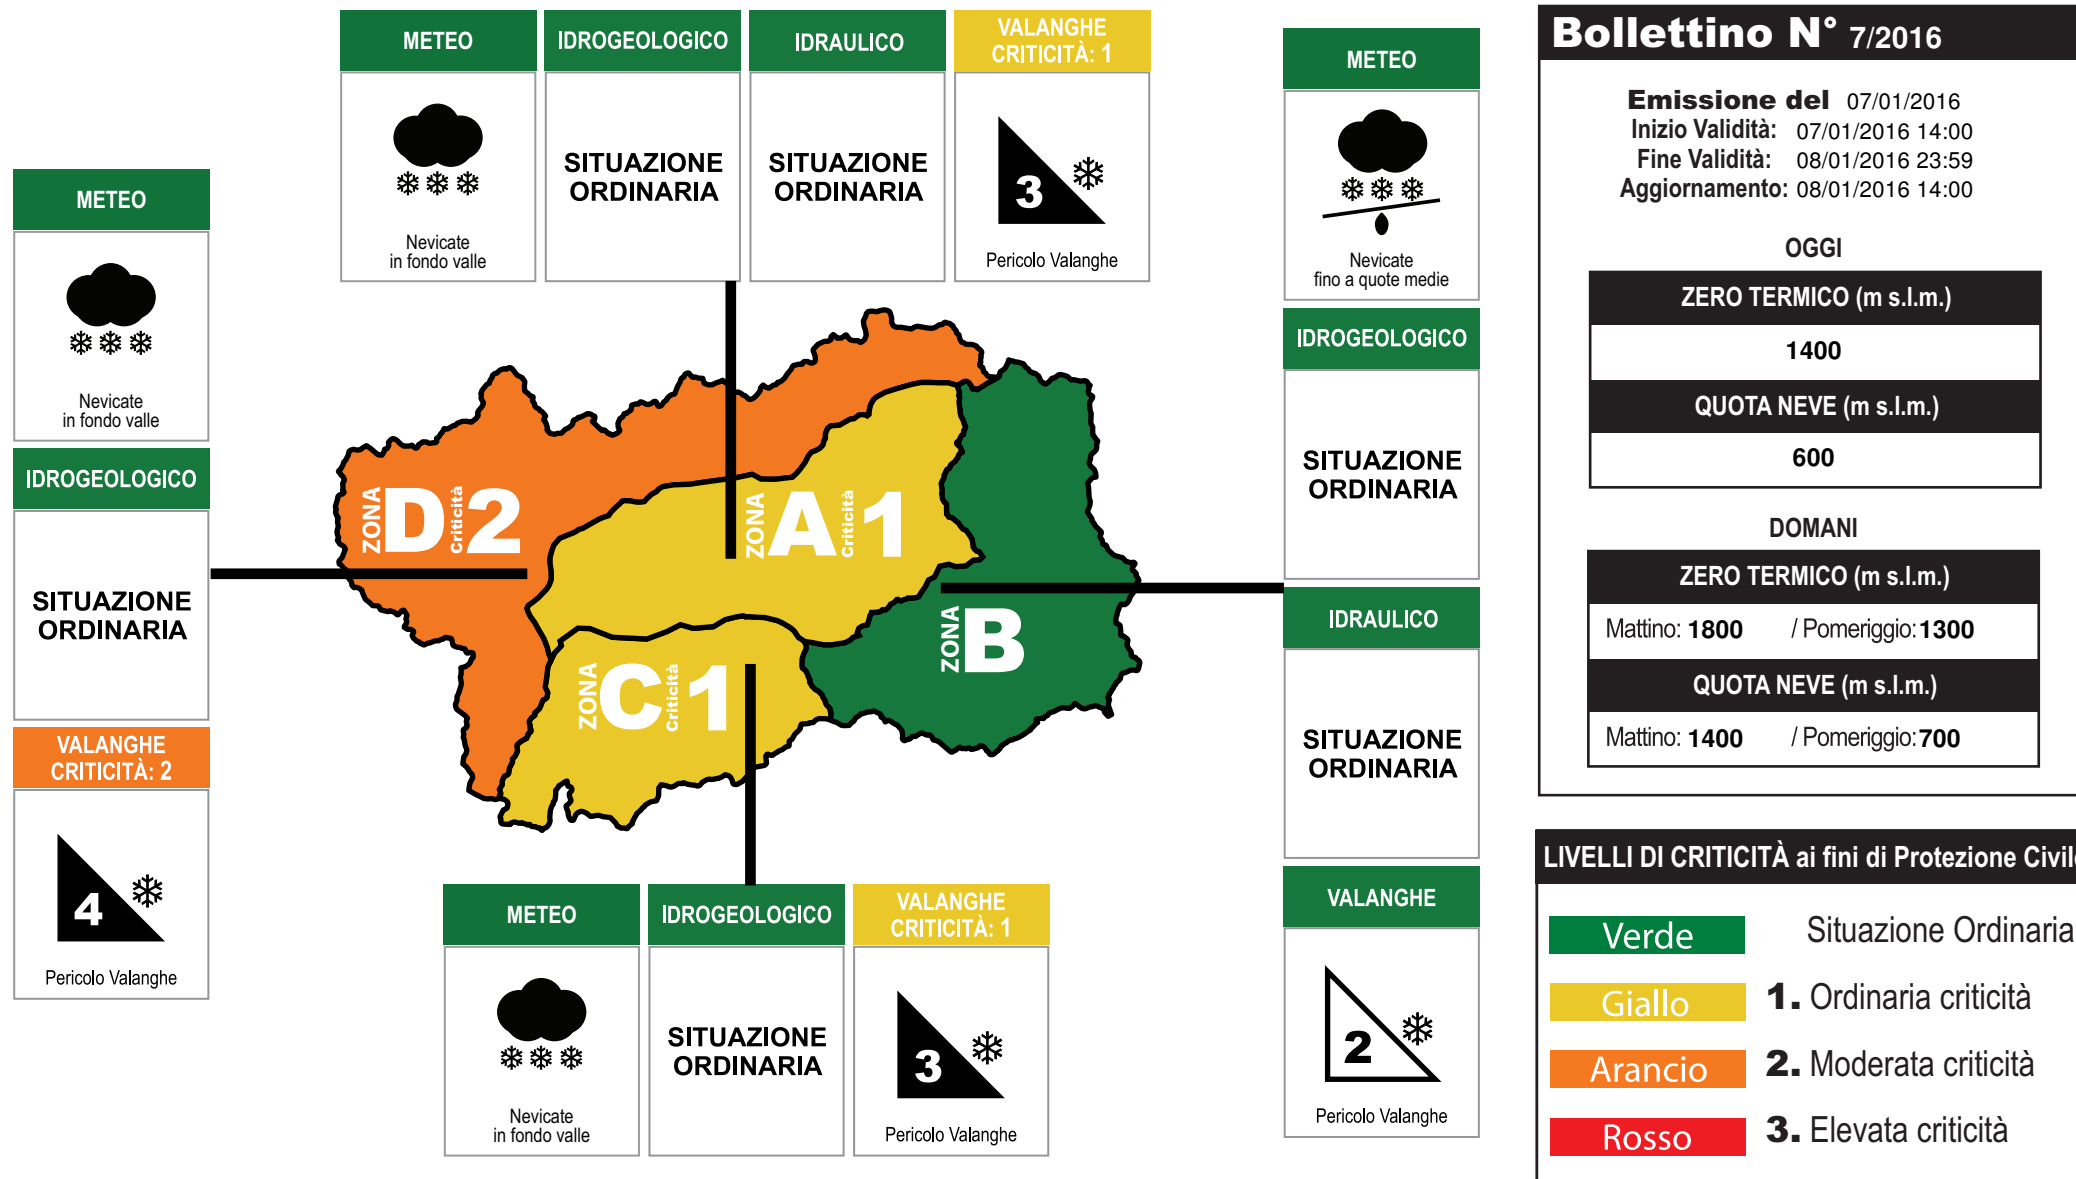 METEO
Nevicate
in fondo valle
IDROGEOLOGICO
SITUAZIONE
ORDINARIA
VALANGHE
CRITICITÀ: 2
4
Pericolo Valanghe
METEO
Nevicate
in fondo valle
IDROGEOLOGICO
SITUAZIONE
ORDINARIA
IDRAULICO
SITUAZIONE
ORDINARIA
VALANGHE
CRITICITÀ: 1
3
Pericolo Valanghe
ZONA D Criticità 2
ZONA A Criticità 1
ZONA B
ZONA C Criticità 1
METEO
Nevicate
in fondo valle
IDROGEOLOGICO
SITUAZIONE
ORDINARIA
VALANGHE
CRITICITÀ: 1
3
Pericolo Valanghe
METEO
Nevicate
fino a quote medie
IDROGEOLOGICO
SITUAZIONE
ORDINARIA
IDRAULICO
SITUAZIONE
ORDINARIA
VALANGHE
2
Pericolo Valanghe
Bollettino N° 7/2016
Emissione del 07/01/2016
Inizio Validità: 07/01/2016 14:00
Fine Validità: 08/01/2016 23:59
Aggiornamento: 08/01/2016 14:00
OGGI
ZERO TERMICO (m s.l.m.)
1400
QUOTA NEVE (m s.l.m.)
600
DOMANI
ZERO TERMICO (m s.l.m.)
Mattino: 1800 / Pomeriggio: 1300
QUOTA NEVE (m s.l.m.)
Mattino: 1400 / Pomeriggio: 700
LIVELLI DI CRITICITÀ ai fini di Protezione Civile
Verde Situazione Ordinaria
Giallo 1. Ordinaria criticità
Arancio 2. Moderata criticità
Rosso 3. Elevata criticità